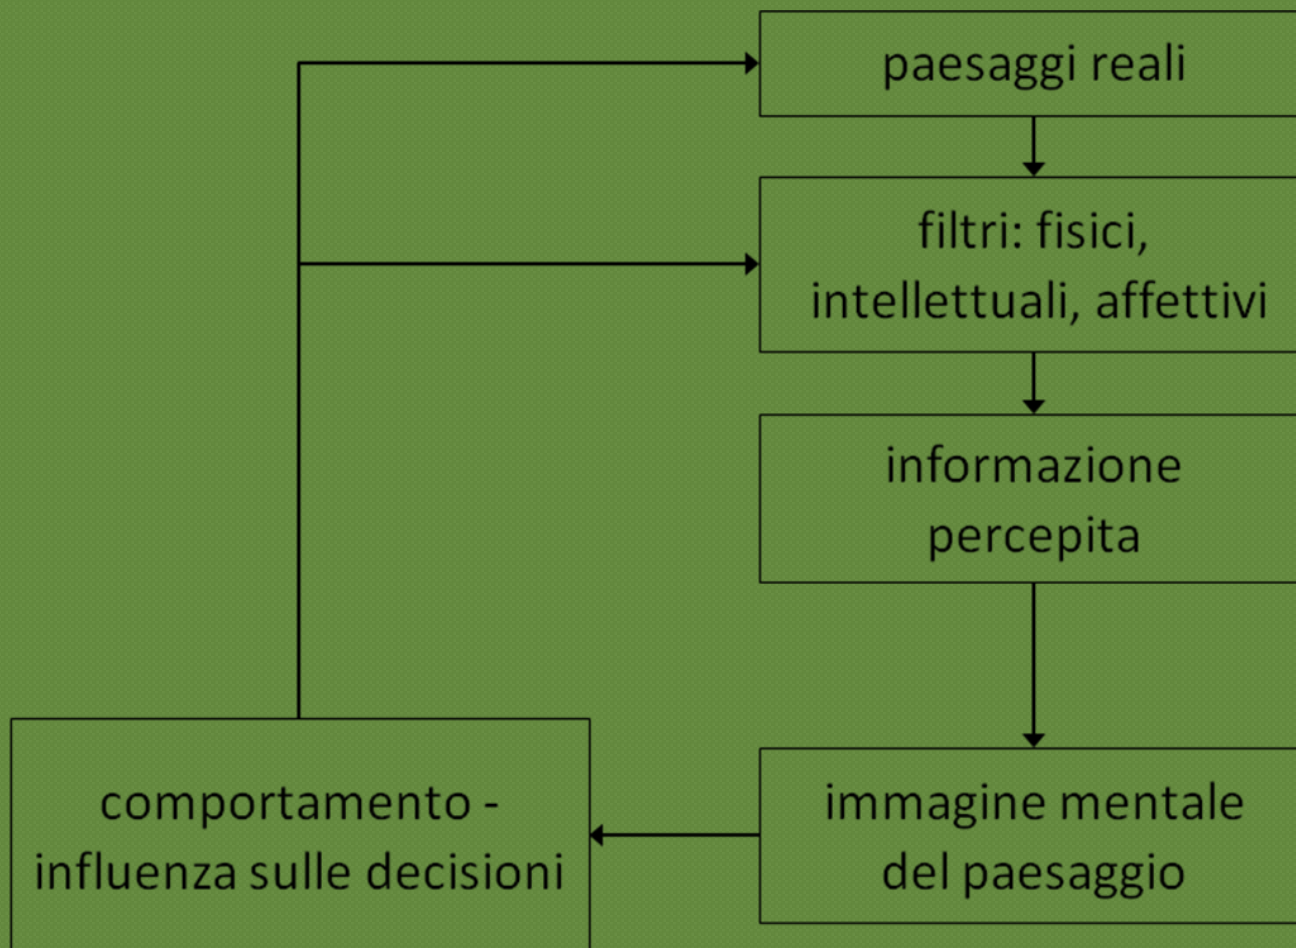 paesaggi reali
filtri: fisici,
intellettuali, affettivi
informazione
percepita
immagine mentale
del paesaggio
comportamento -
influenza sulle decisioni